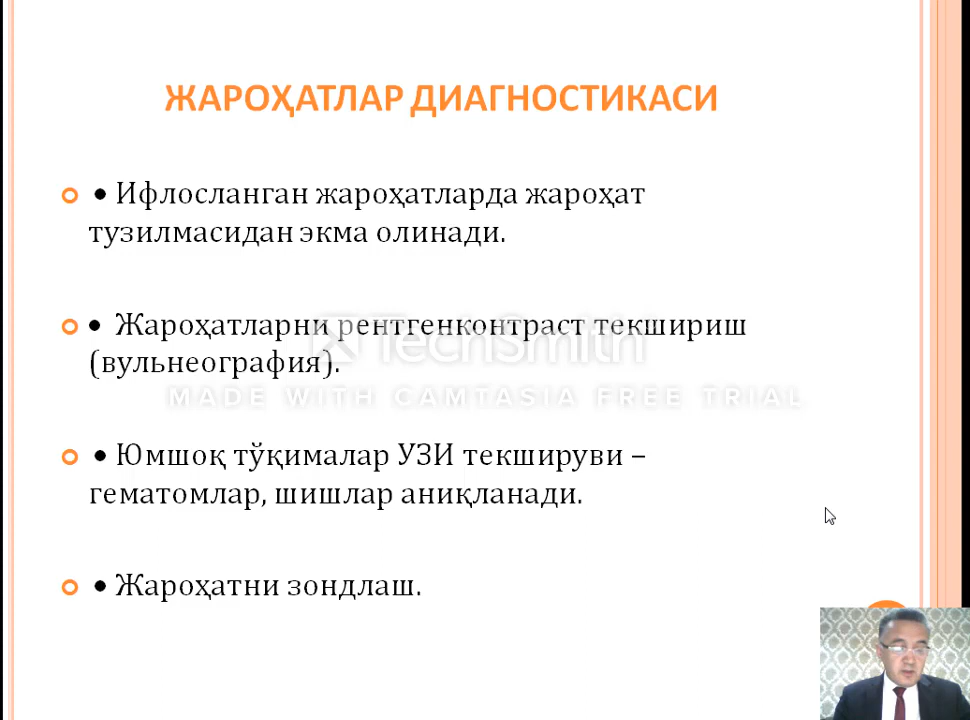 ЖАРОҲАТЛАР ДИАГНОСТИКАСИ
• Ифлосланган жароҳатларда жароҳат
тузилмасидан экма олинади.
• Жароҳатларни рентгенконтраст текшириш
(вульнеография).
TechSmith
MADE WITH CAMTASIA FREE TRIAL
• Юмшоқ тўқималар УЗИ текшируви –
гематомлар, шишлар аниқланади.
• Жароҳатни зондлаш.